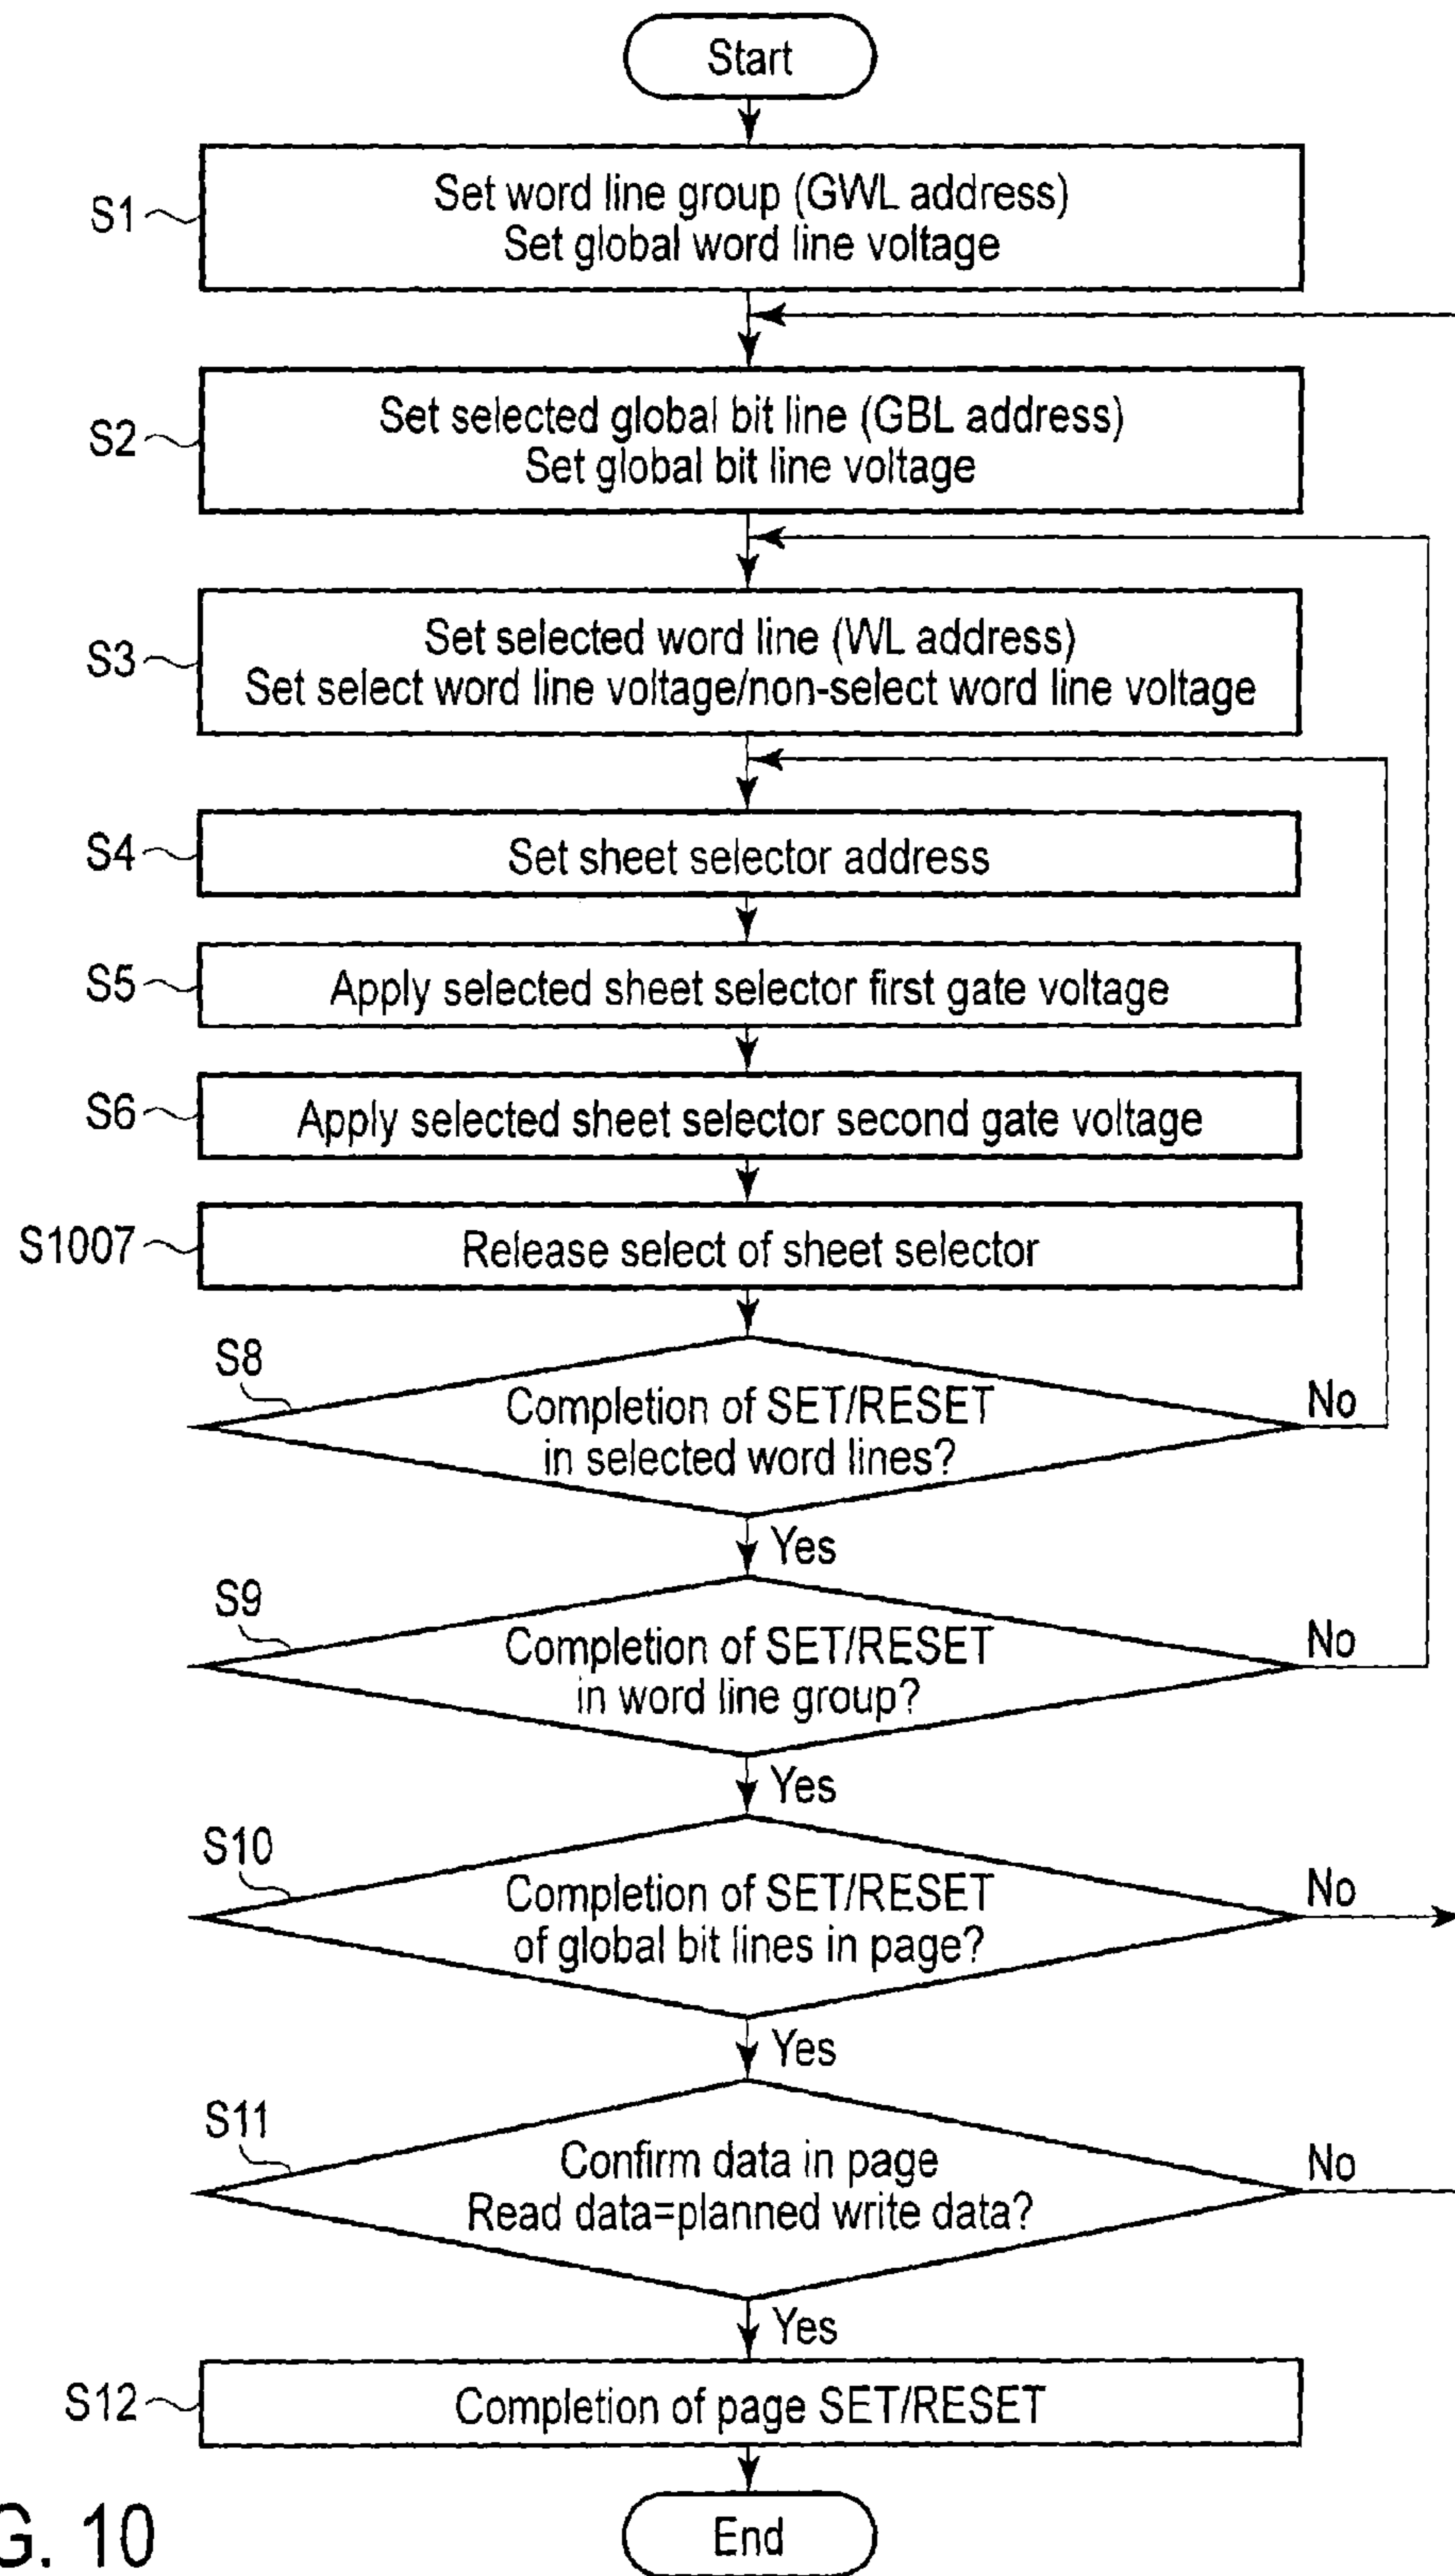 Start
S1
Set word line group (GWL address)
Set global word line voltage
S2
Set selected global bit line (GBL address)
Set global bit line voltage
S3
Set selected word line (WL address)
Set select word line voltage/non-select word line voltage
S4
Set sheet selector address
S5
Apply selected sheet selector first gate voltage
S6
Apply selected sheet selector second gate voltage
S1007
Release select of sheet selector
S8
Completion of SET/RESET
in selected word lines?
No
Yes
S9
Completion of SET/RESET
in word line group?
No
Yes
S10
Completion of SET/RESET
of global bit lines in page?
No
Yes
S11
Confirm data in page
Read data=planned write data?
No
Yes
S12
Completion of page SET/RESET
End
G. 10